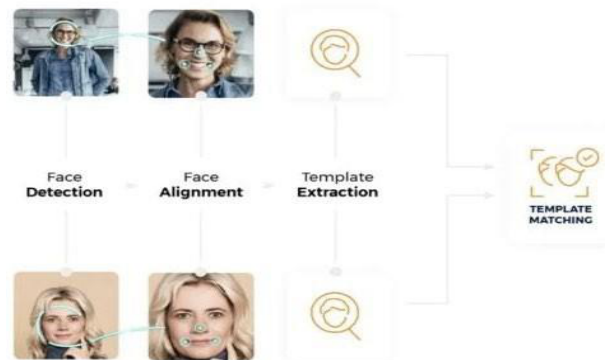 Face
Detection
Face
Alignment
Template
Extraction
TEMPLATE
MATCHING